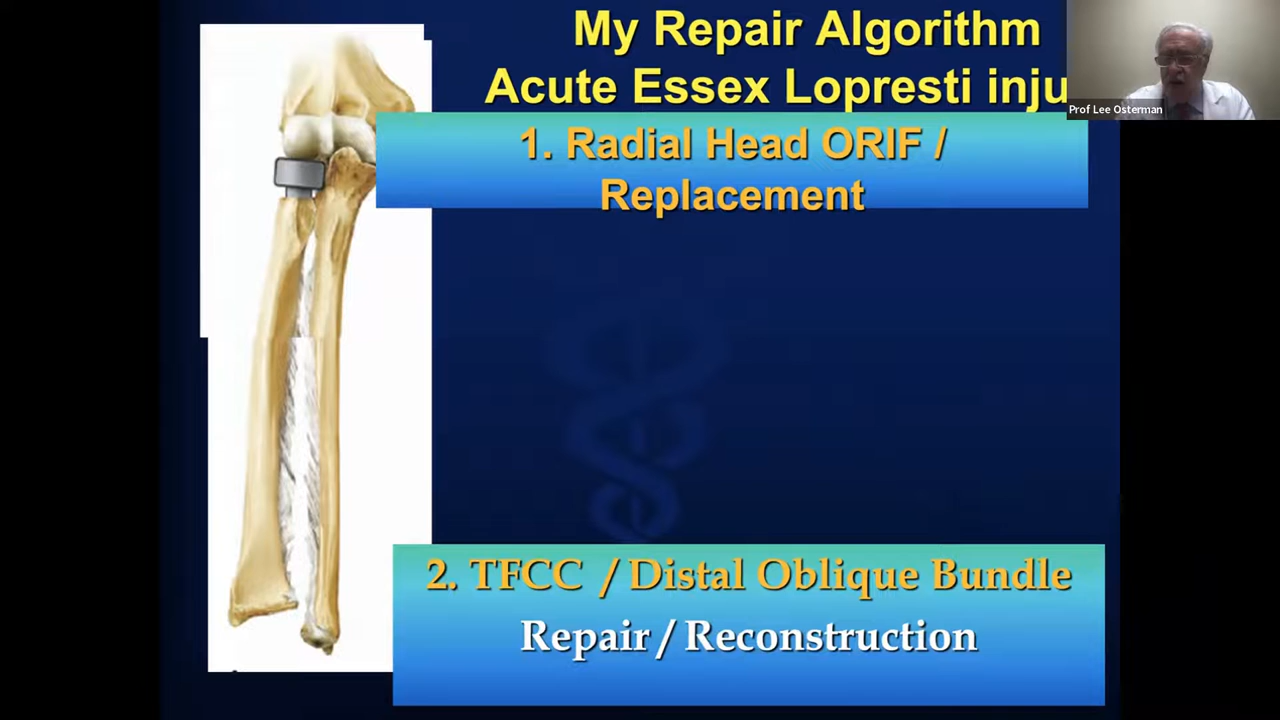 My Repair Algorithm
Acute Essex Lopresti inju
Prof Lee Osterman
1. Radial Head ORIF /
Replacement
2. TFCC / Distal Oblique Bundle
Repair / Reconstruction